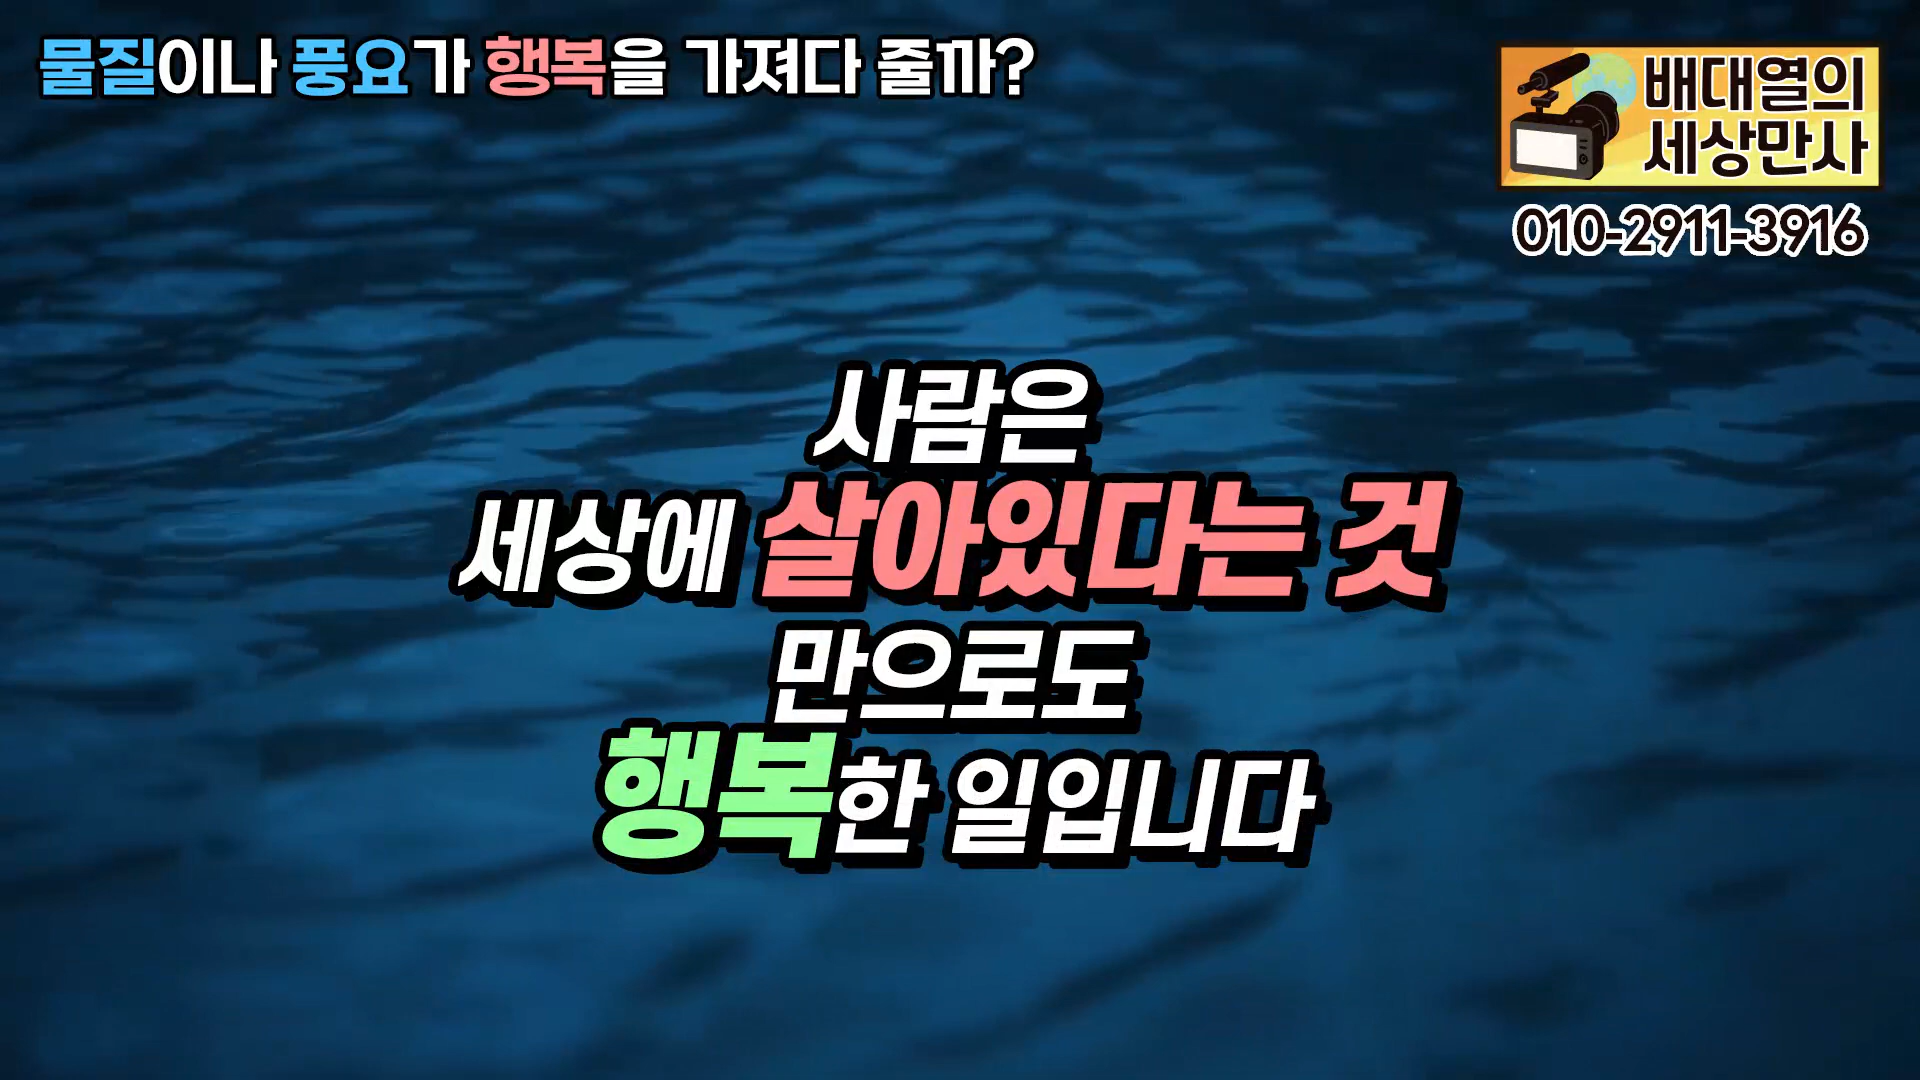 물질이나 풍요가 행복을 가져다 줄까?
배대열의
세상만사
010-2911-3916
사람은
세상에 살아있다는 것
만으로도
행복한 일입니다